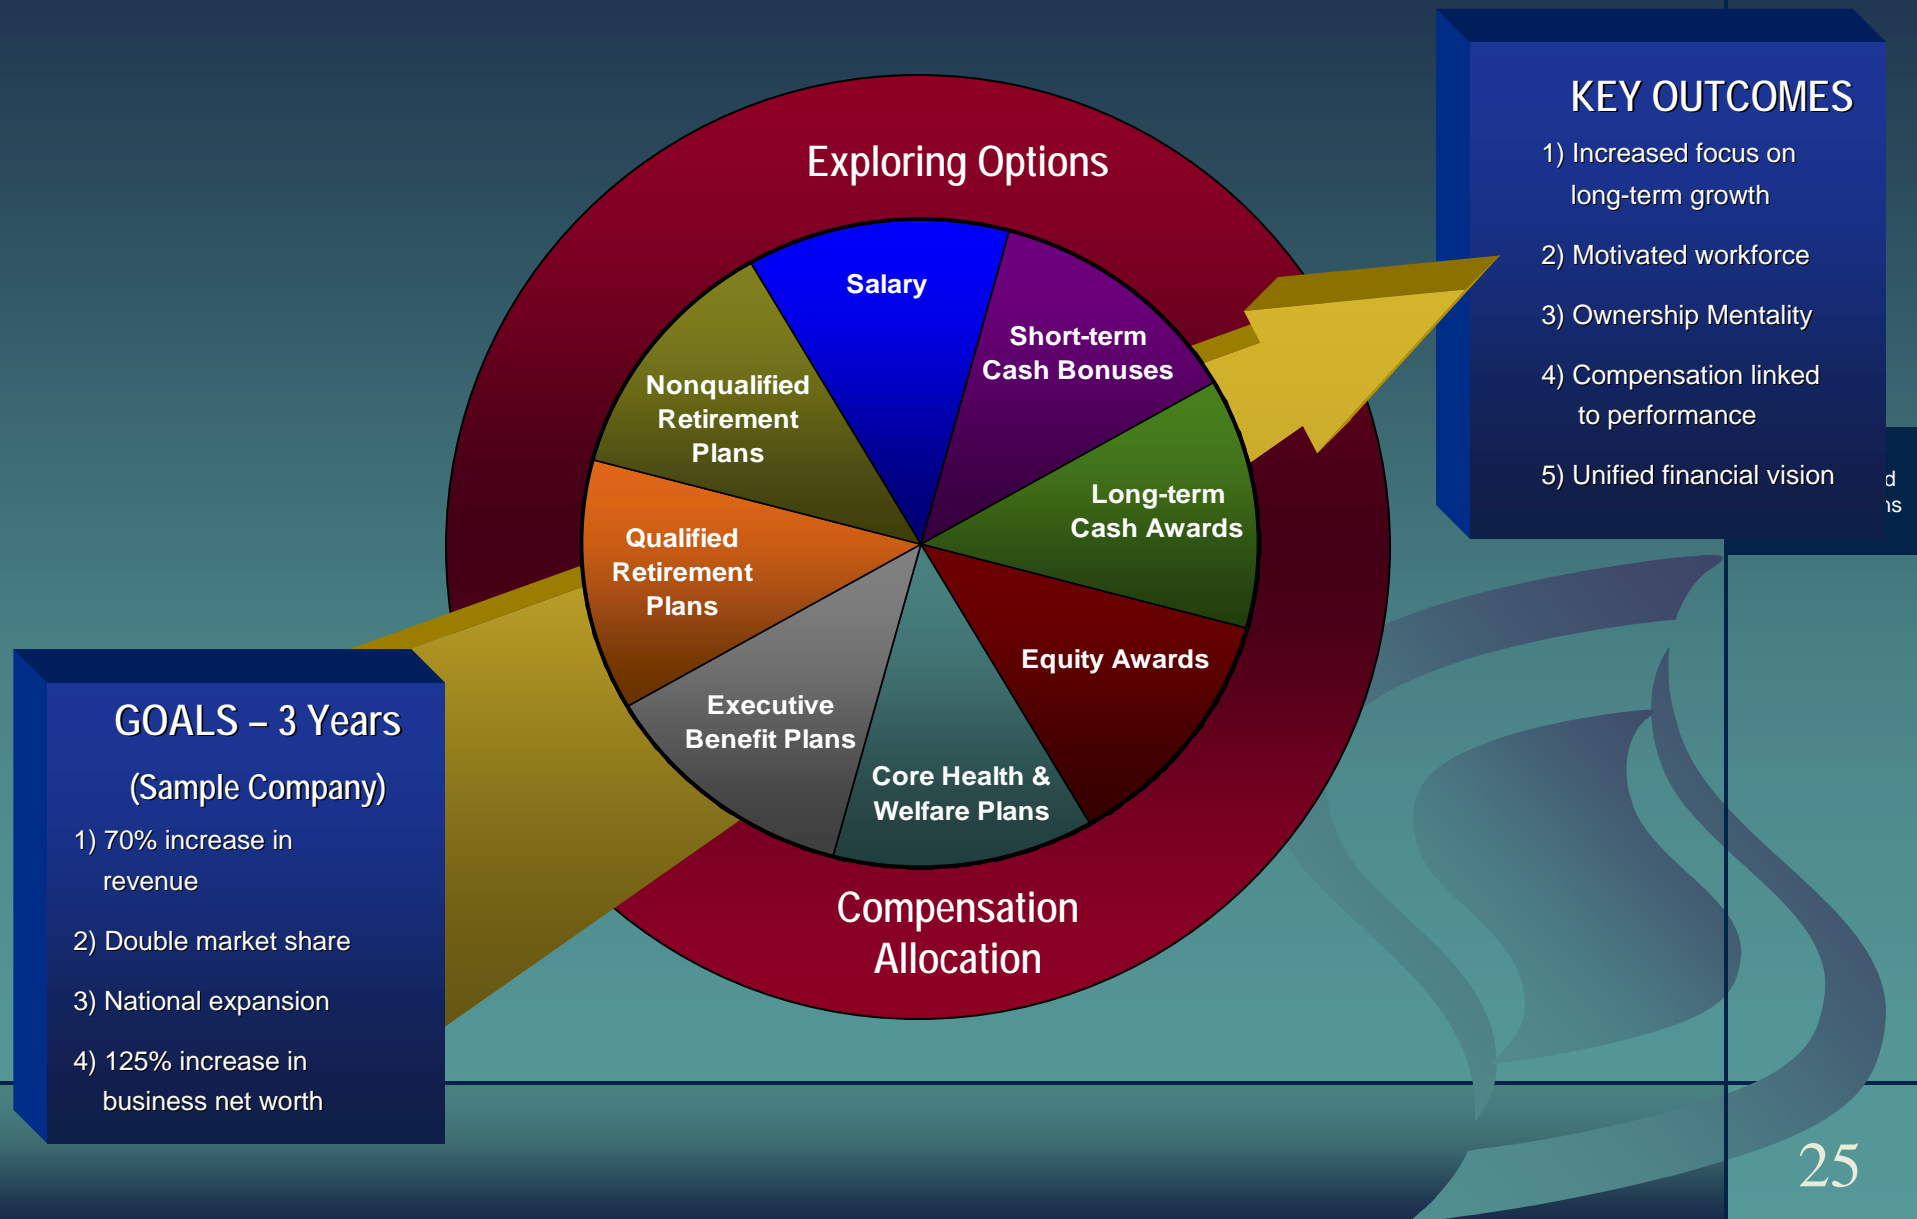 Exploring Options
Salary
Short-term
Cash Bonuses
Long-term
Cash Awards
Equity Awards
Core Health &
Welfare Plans
Executive
Benefit Plans
Qualified
Retirement
Plans
Nonqualified
Retirement
Plans
Compensation
Allocation
GOALS – 3 Years
(Sample Company)
1) 70% increase in
revenue
2) Double market share
3) National expansion
4) 125% increase in
business net worth
KEY OUTCOMES
1) Increased focus on
long-term growth
2) Motivated workforce
3) Ownership Mentality
4) Compensation linked
to performance
5) Unified financial vision
25